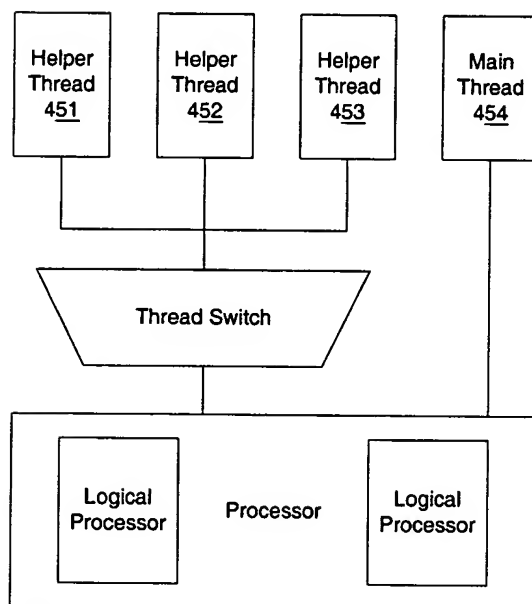 Helper
Thread
451
Helper
Thread
452
Helper
Thread
453
Main
Thread
454
Thread Switch
Logical
Processor
Processor
Logical
Processor